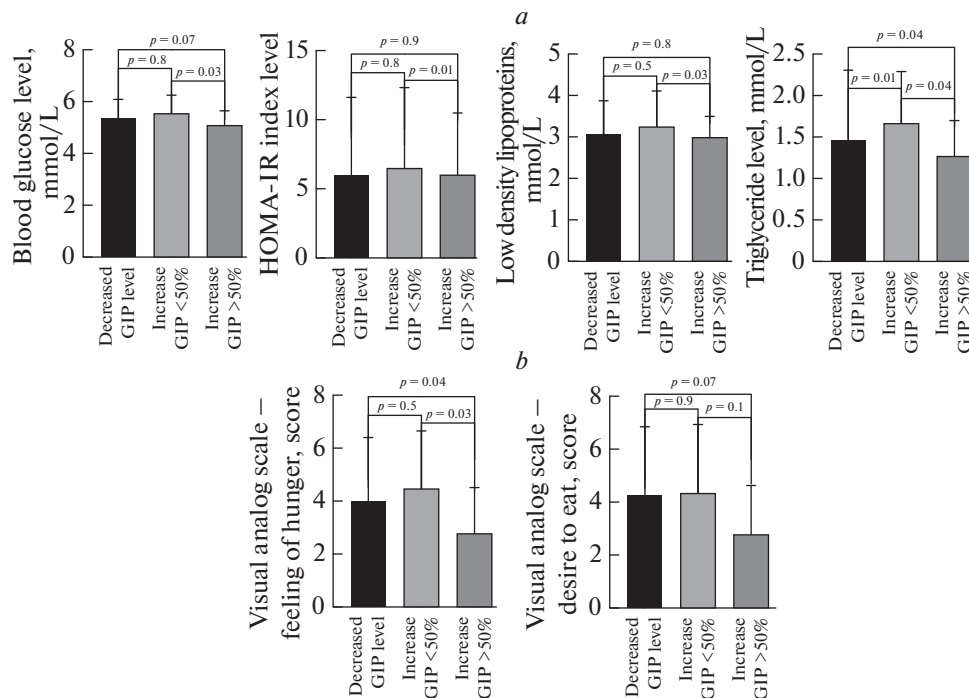 a
Blood glucose level,
mmol/L
8
6
4
2
0
p = 0.07
p = 0.8
p = 0.03
Decreased
GIP level
Increase
GIP <50%
Increase
GIP >50%
HOMA-IR index level
15
10
5
0
p = 0.9
p = 0.8
p = 0.01
Decreased
GIP level
Increase
GIP <50%
Increase
GIP >50%
Low density lipoproteins,
mmol/L
5
4
3
2
1
0
p = 0.8
p = 0.5
p = 0.03
Decreased
GIP level
Increase
GIP <50%
Increase
GIP >50%
Triglyceride level, mmol/L
2.5
2.0
1.5
1.0
0.5
0
p = 0.04
p = 0.01
p = 0.04
Decreased
GIP level
Increase
GIP <50%
Increase
GIP >50%
b
Visual analog scale —
feeling of hunger, score
8
6
4
2
0
p = 0.04
p = 0.5
p = 0.03
Decreased
GIP level
Increase
GIP <50%
Increase
GIP >50%
Visual analog scale —
desire to eat, score
8
6
4
2
0
p = 0.07
p = 0.9
p = 0.1
Decreased
GIP level
Increase
GIP <50%
Increase
GIP >50%